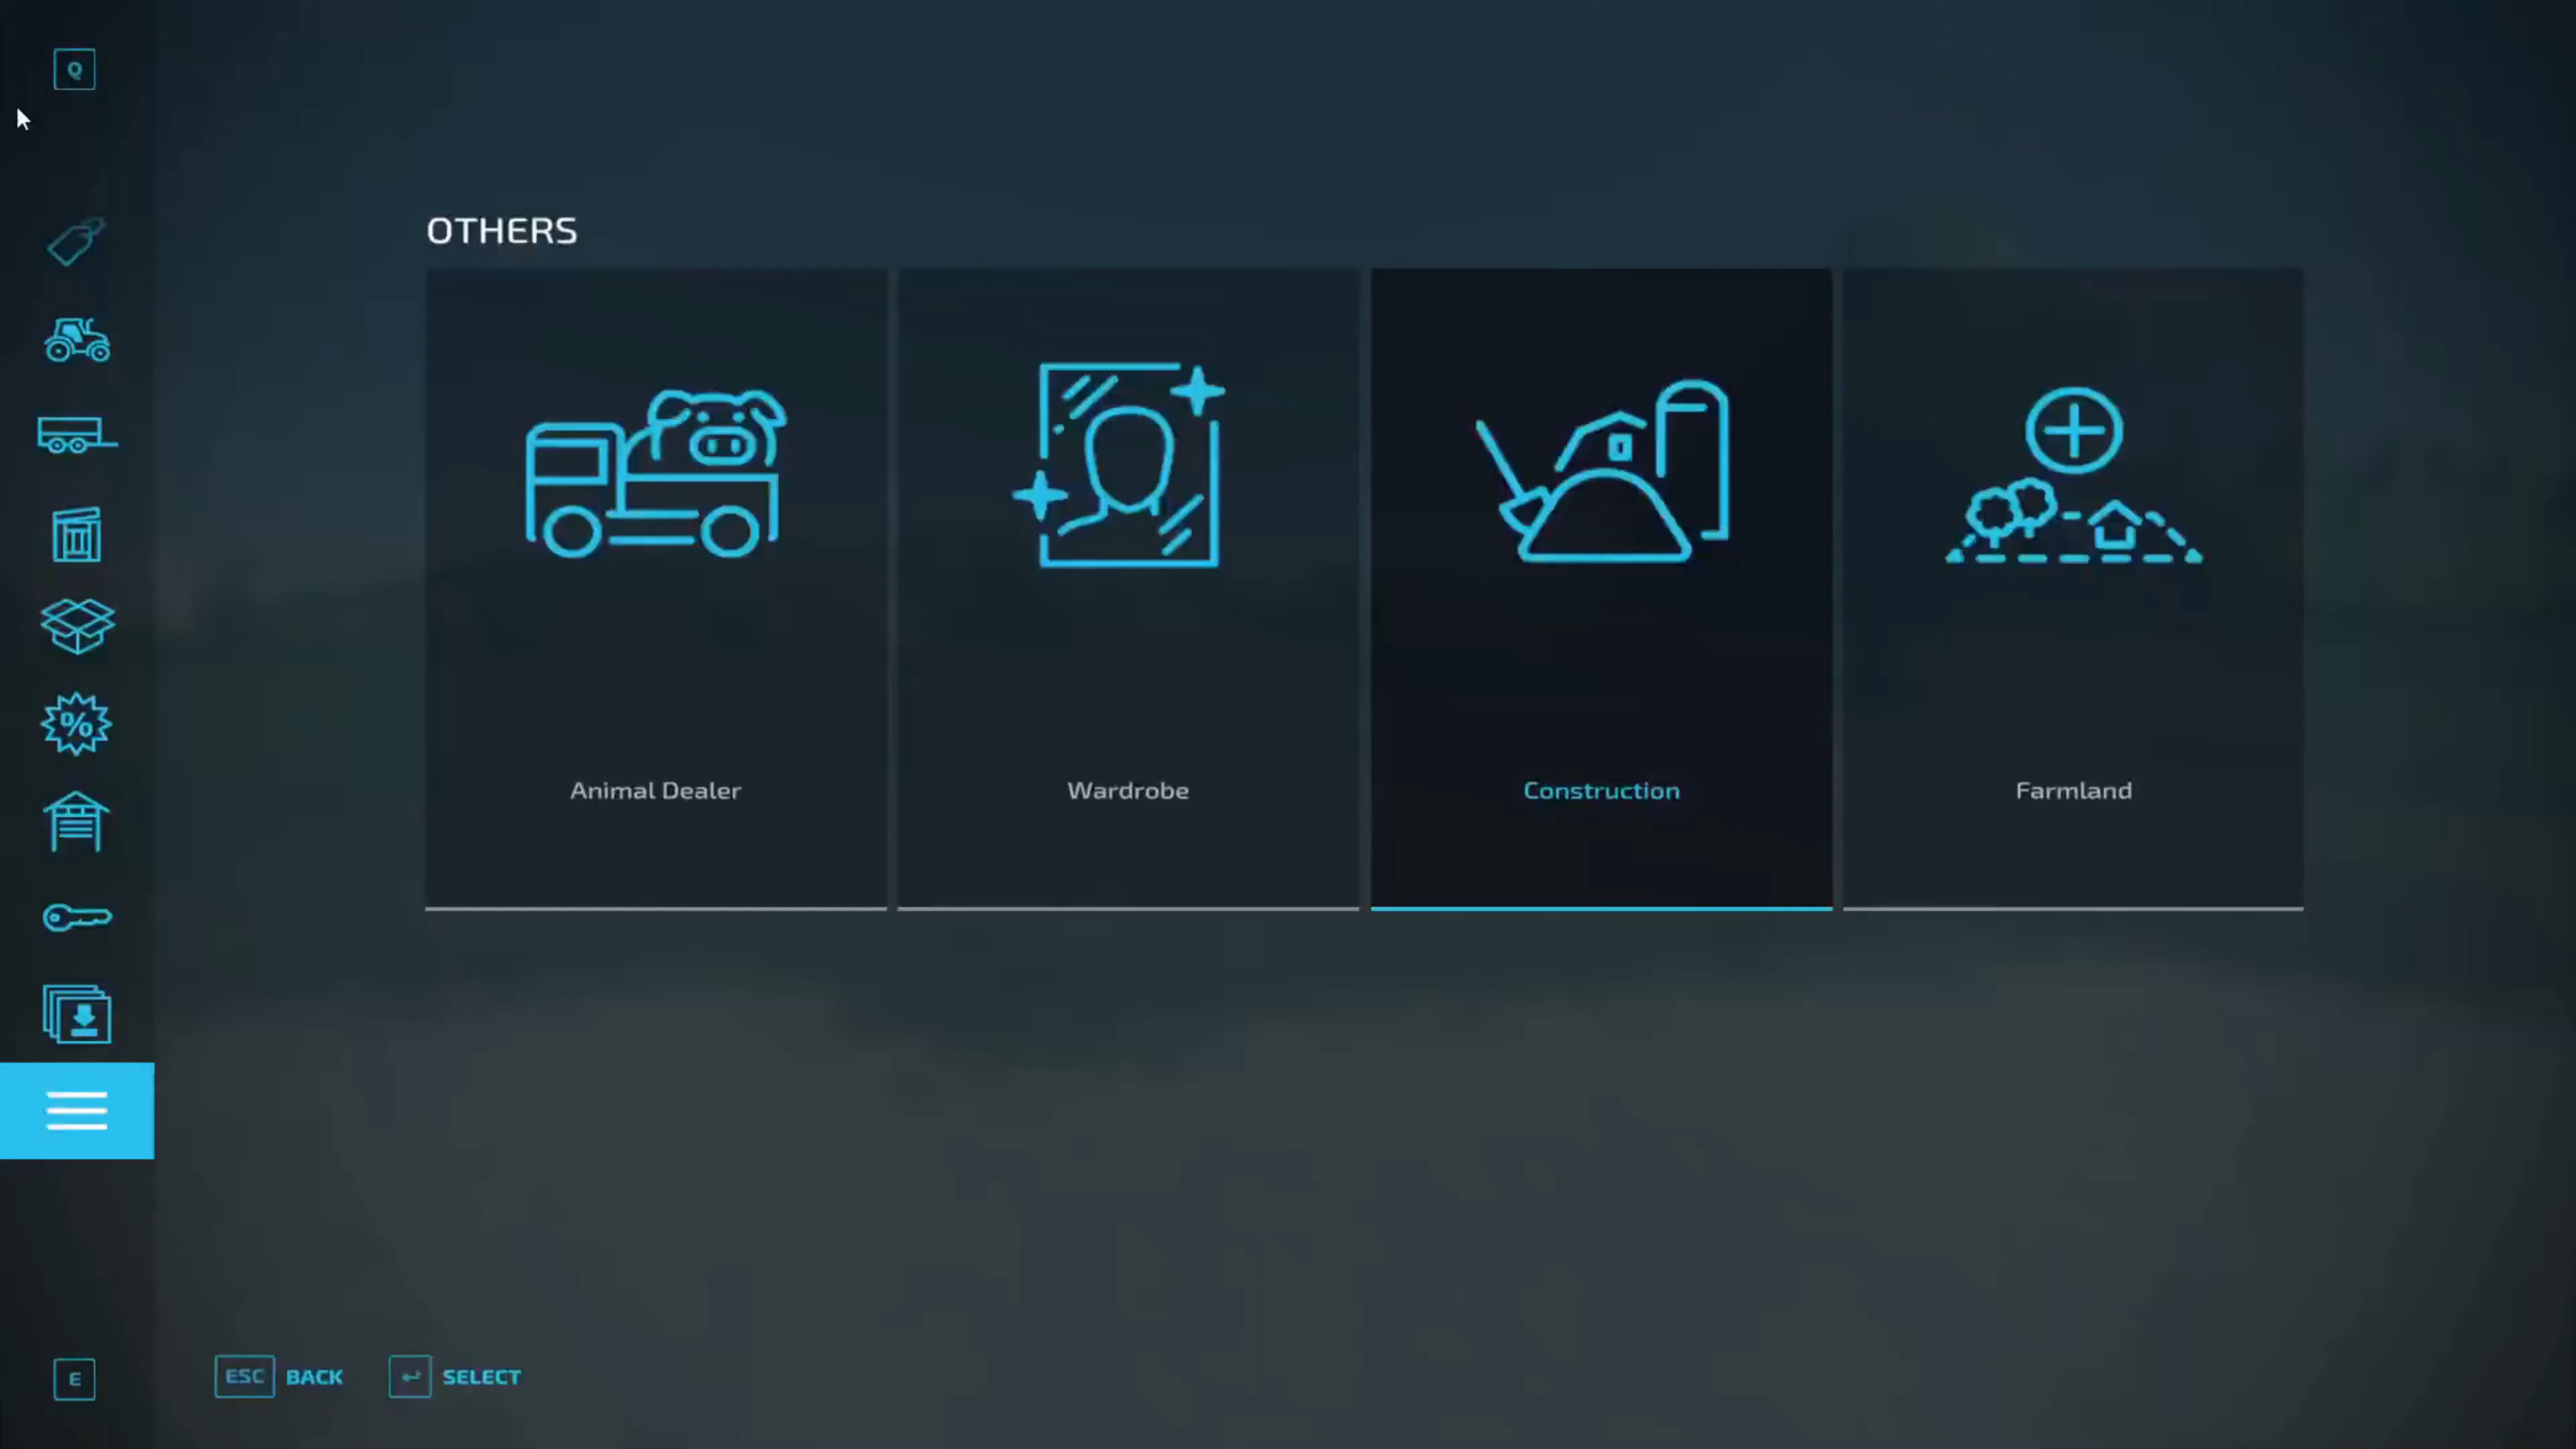 Q
OTHERS
Animal Dealer
Wardrobe
Construction
Farmland
%
E
ESC BACK
SELECT